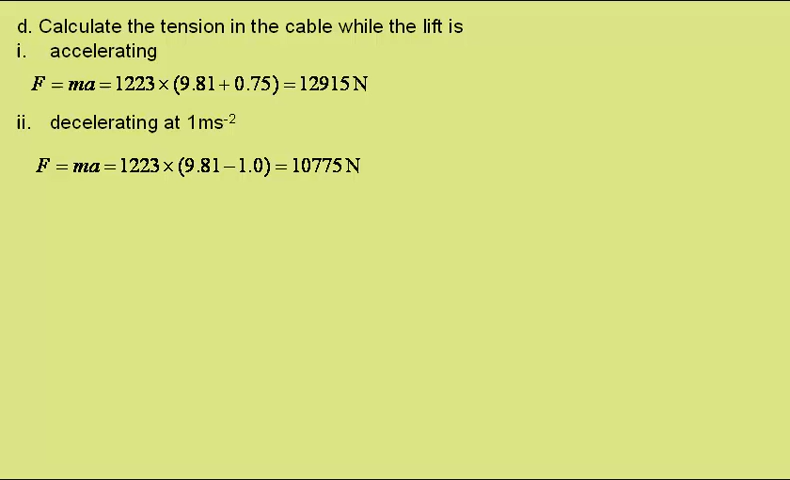 d. Calculate the tension in the cable while the lift is
i. accelerating
F = ma = 1223 × (9.81 + 0.75) = 12915 N
ii. decelerating at 1ms⁻²
F = ma = 1223 × (9.81 − 1.0) = 10775 N